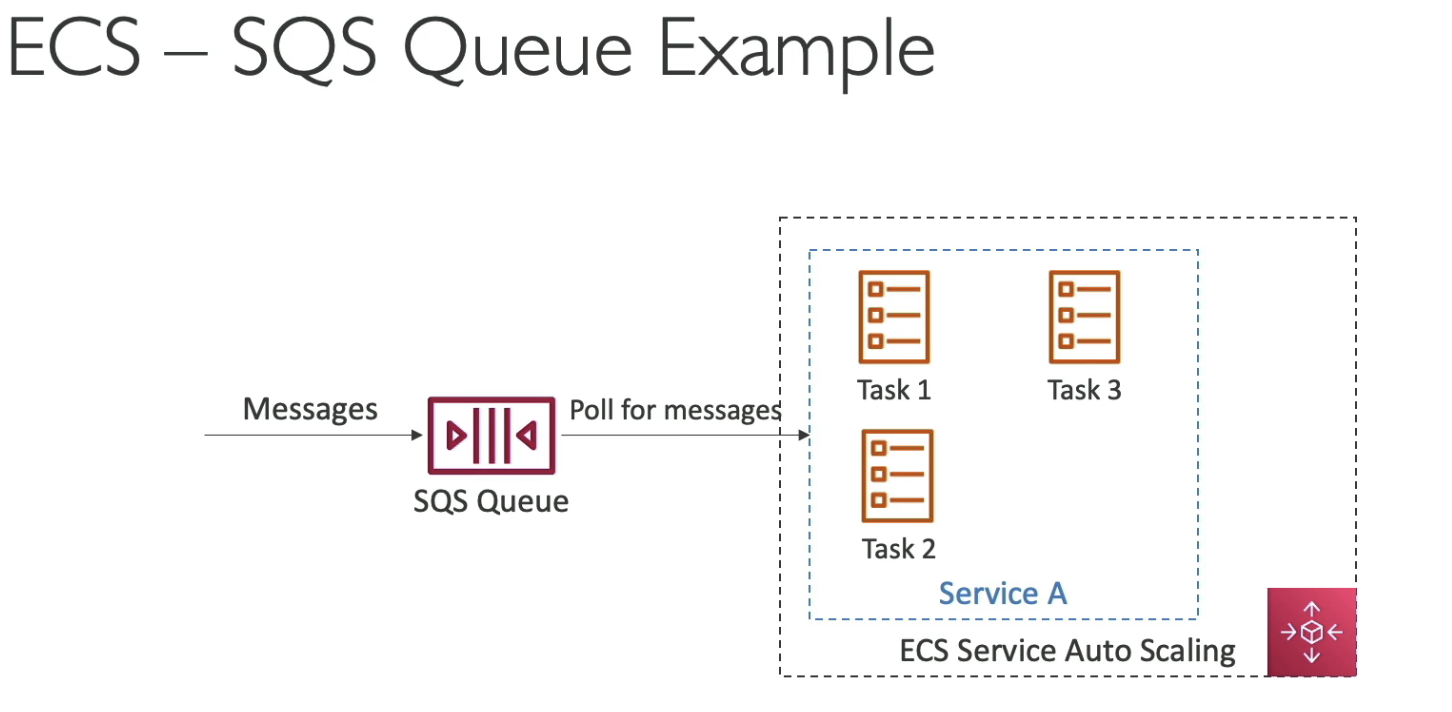 ECS – SQS Queue Example
Messages
SQS Queue
Poll for messages
Task 1
Task 3
Task 2
Service A
ECS Service Auto Scaling